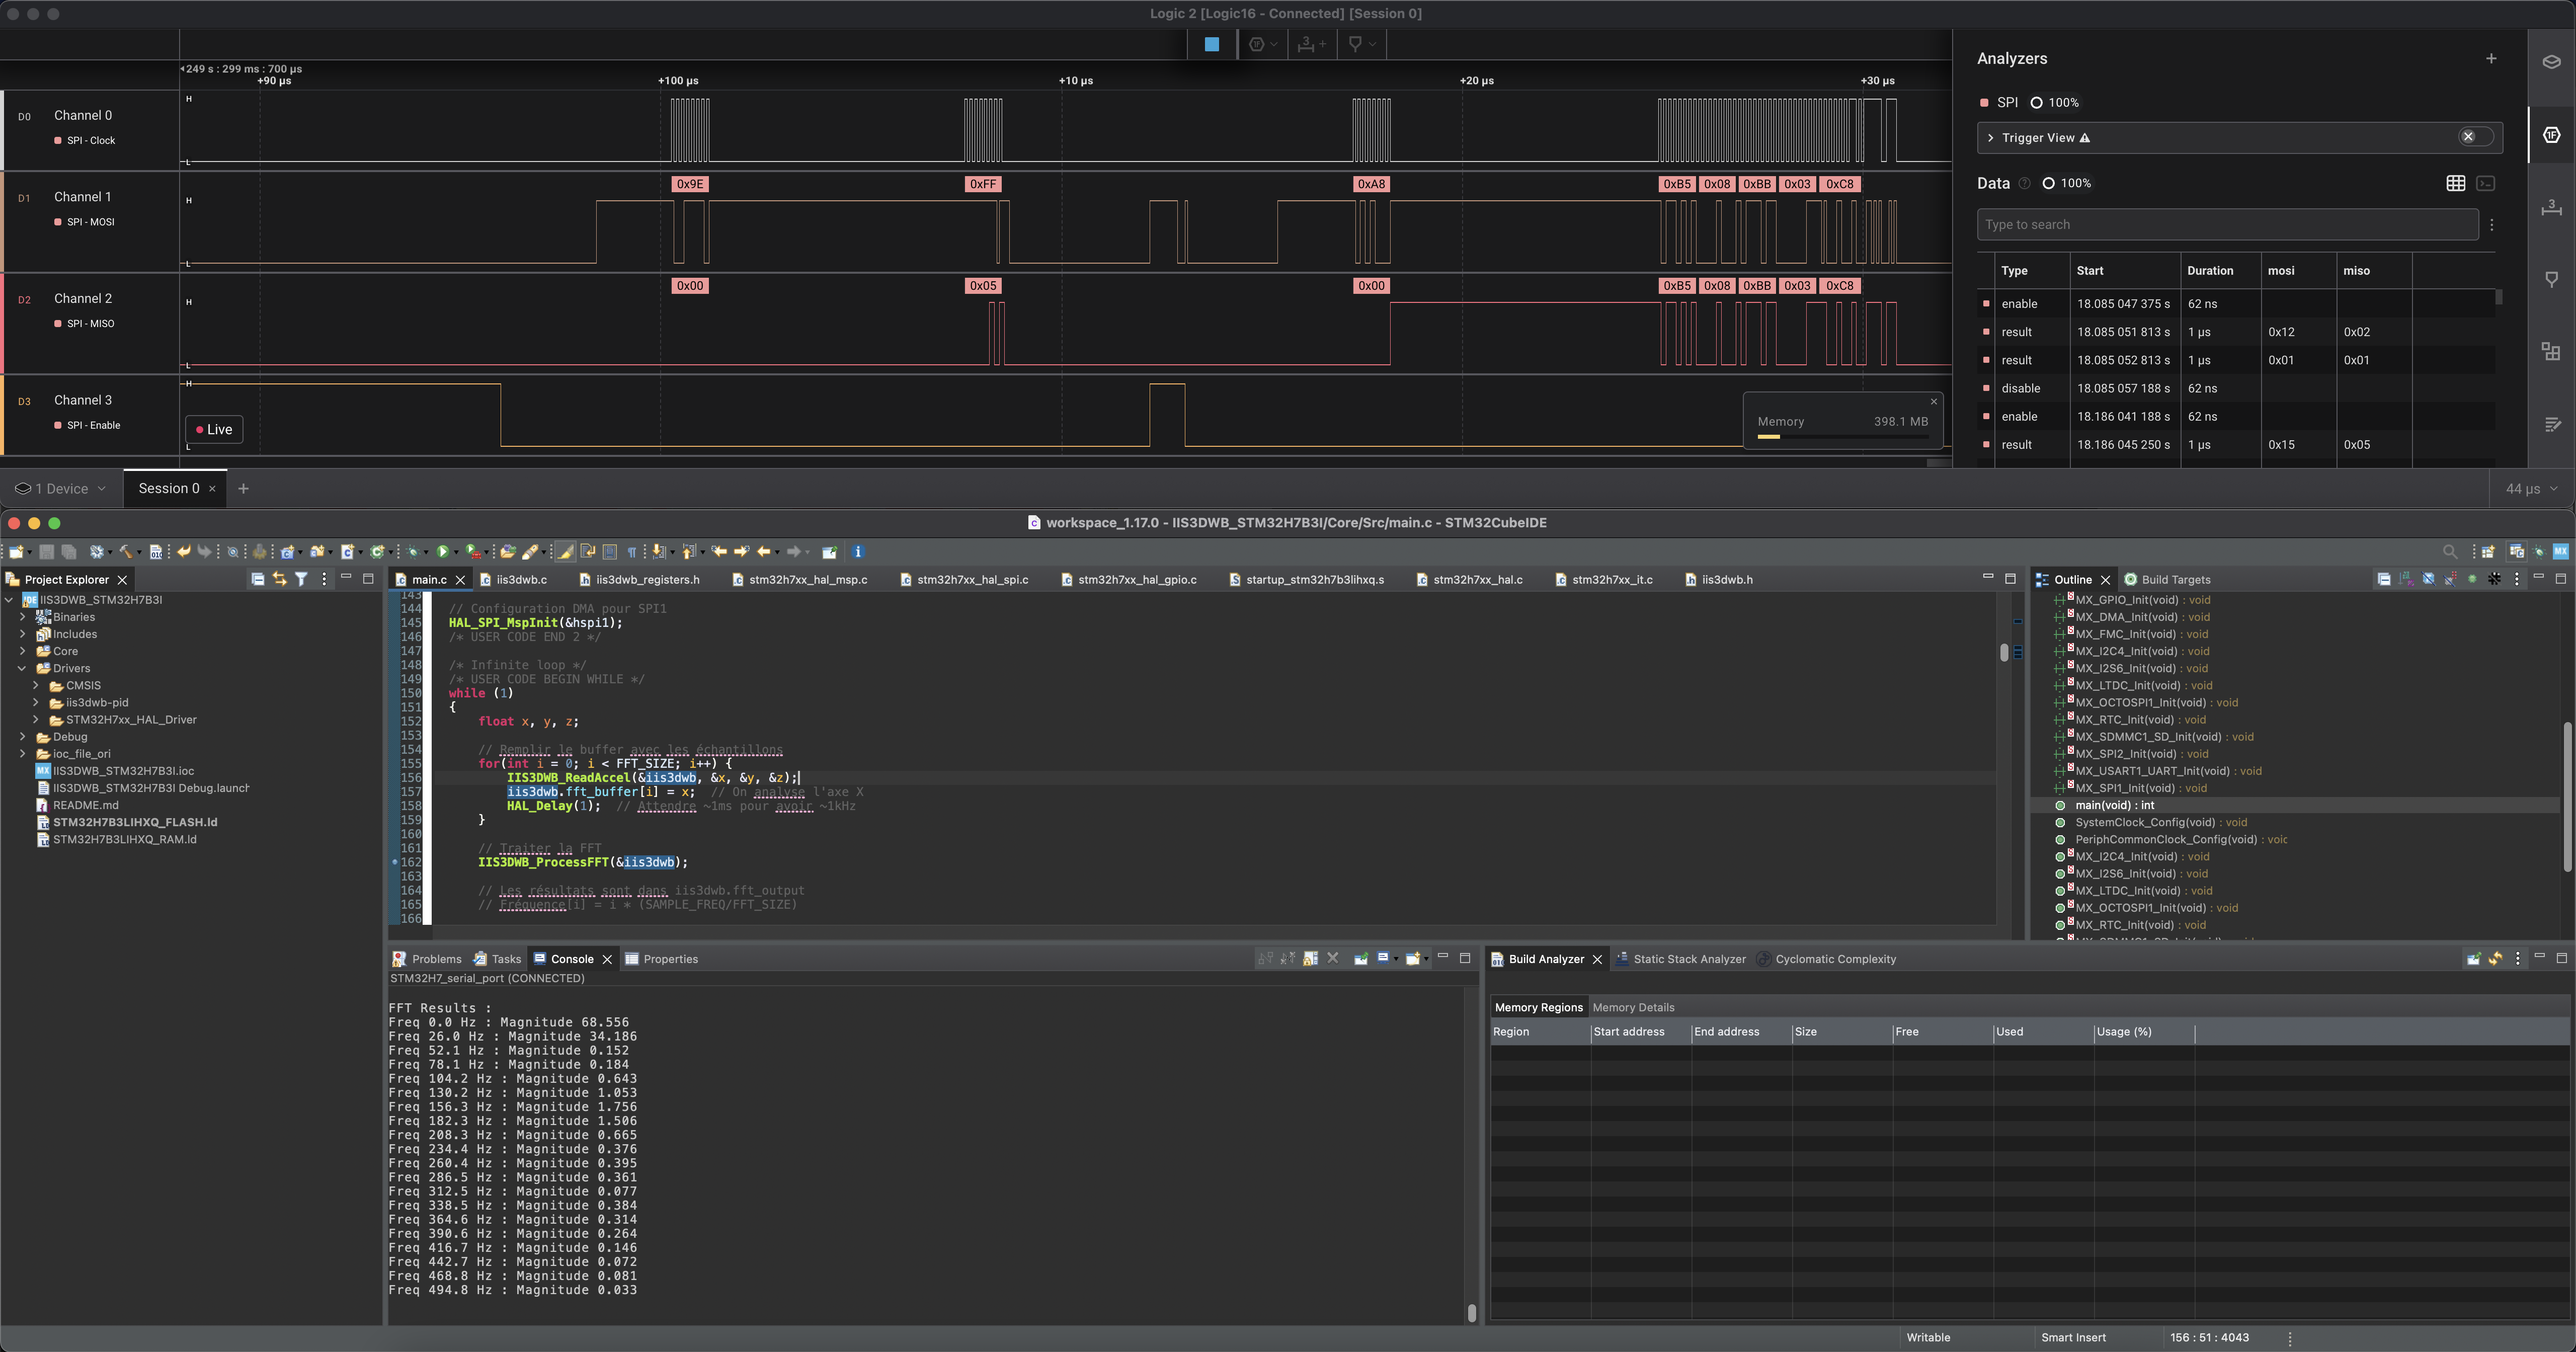 Logic 2 [Logic16 - Connected] [Session 0]
249 s : 299 ms : 700 µs
+90 µs
+100 µs
+10 µs
+20 µs
+30 µs
D0
Channel 0
SPI - Clock
H
L
D1
Channel 1
SPI - MOSI
H
L
0x9E
0xFF
0xA8
0xB5
0x08
0xBB
0x03
0xC8
D2
Channel 2
SPI - MISO
H
L
0x00
0x05
0x00
0xB5
0x08
0xBB
0x03
0xC8
D3
Channel 3
SPI - Enable
H
L
Live
Memory
398.1 MB
Analyzers
SPI
100%
Trigger View
Data
100%
Type to search
Type Start Duration mosi miso
enable 18.085 047 375 s 62 ns
result 18.085 051 813 s 1 µs 0x12 0x02
result 18.085 052 813 s 1 µs 0x01 0x01
disable 18.085 057 188 s 62 ns
enable 18.186 041 188 s 62 ns
result 18.186 045 250 s 1 µs 0x15 0x05
1 Device
Session 0
44 µs
workspace_1.17.0 - IIS3DWB_STM32H7B3I/Core/Src/main.c - STM32CubeIDE
Project Explorer
IIS3DWB_STM32H7B3I
Binaries
Includes
Core
Drivers
CMSIS
iis3dwb-pid
STM32H7xx_HAL_Driver
Debug
ioc_file_ori
IIS3DWB_STM32H7B3I.ioc
IIS3DWB_STM32H7B3I Debug.launch
README.md
STM32H7B3LIHXQ_FLASH.ld
STM32H7B3LIHXQ_RAM.ld
main.c
iis3dwb.c
iis3dwb_registers.h
stm32h7xx_hal_msp.c
stm32h7xx_hal_spi.c
stm32h7xx_hal_gpio.c
startup_stm32h7b3lihxq.s
stm32h7xx_hal.c
stm32h7xx_it.c
iis3dwb.h
143
144 // Configuration DMA pour SPI1
145 HAL_SPI_MspInit(&hspi1);
146 /* USER CODE END 2 */
147
148 /* Infinite loop */
149 /* USER CODE BEGIN WHILE */
150 while (1)
151 {
152 float x, y, z;
153
154 // Remplir le buffer avec les échantillons
155 for(int i = 0; i < FFT_SIZE; i++) {
156 IIS3DWB_ReadAccel(&iis3dwb, &x, &y, &z);
157 iis3dwb.fft_buffer[i] = x; // On analyse l'axe X
158 HAL_Delay(1); // Attendre ~1ms pour avoir ~1kHz
159 }
160
161 // Traiter la FFT
162 IIS3DWB_ProcessFFT(&iis3dwb);
163
164 // Les résultats sont dans iis3dwb.fft_output
165 // Fréquence[i] = i * (SAMPLE_FREQ/FFT_SIZE)
166
Outline
Build Targets
MX_GPIO_Init(void) : void
MX_DMA_Init(void) : void
MX_FMC_Init(void) : void
MX_I2C4_Init(void) : void
MX_I2S6_Init(void) : void
MX_LTDC_Init(void) : void
MX_OCTOSPI1_Init(void) : void
MX_RTC_Init(void) : void
MX_SDMMC1_SD_Init(void) : void
MX_SPI2_Init(void) : void
MX_USART1_UART_Init(void) : void
MX_SPI1_Init(void) : void
main(void) : int
SystemClock_Config(void) : void
PeriphCommonClock_Config(void) : void
MX_I2C4_Init(void) : void
MX_I2S6_Init(void) : void
MX_LTDC_Init(void) : void
MX_OCTOSPI1_Init(void) : void
MX_RTC_Init(void) : void
Problems
Tasks
Console
Properties
STM32H7_serial_port (CONNECTED)
FFT Results :
Freq 0.0 Hz : Magnitude 68.556
Freq 26.0 Hz : Magnitude 34.186
Freq 52.1 Hz : Magnitude 0.152
Freq 78.1 Hz : Magnitude 0.184
Freq 104.2 Hz : Magnitude 0.643
Freq 130.2 Hz : Magnitude 1.053
Freq 156.3 Hz : Magnitude 1.756
Freq 182.3 Hz : Magnitude 1.506
Freq 208.3 Hz : Magnitude 0.665
Freq 234.4 Hz : Magnitude 0.376
Freq 260.4 Hz : Magnitude 0.395
Freq 286.5 Hz : Magnitude 0.361
Freq 312.5 Hz : Magnitude 0.077
Freq 338.5 Hz : Magnitude 0.384
Freq 364.6 Hz : Magnitude 0.314
Freq 390.6 Hz : Magnitude 0.264
Freq 416.7 Hz : Magnitude 0.146
Freq 442.7 Hz : Magnitude 0.072
Freq 468.8 Hz : Magnitude 0.081
Freq 494.8 Hz : Magnitude 0.033
Build Analyzer
Static Stack Analyzer
Cyclomatic Complexity
Memory Regions
Memory Details
Region Start address End address Size Free Used Usage (%)
Writable
Smart Insert
156 : 51 : 4043